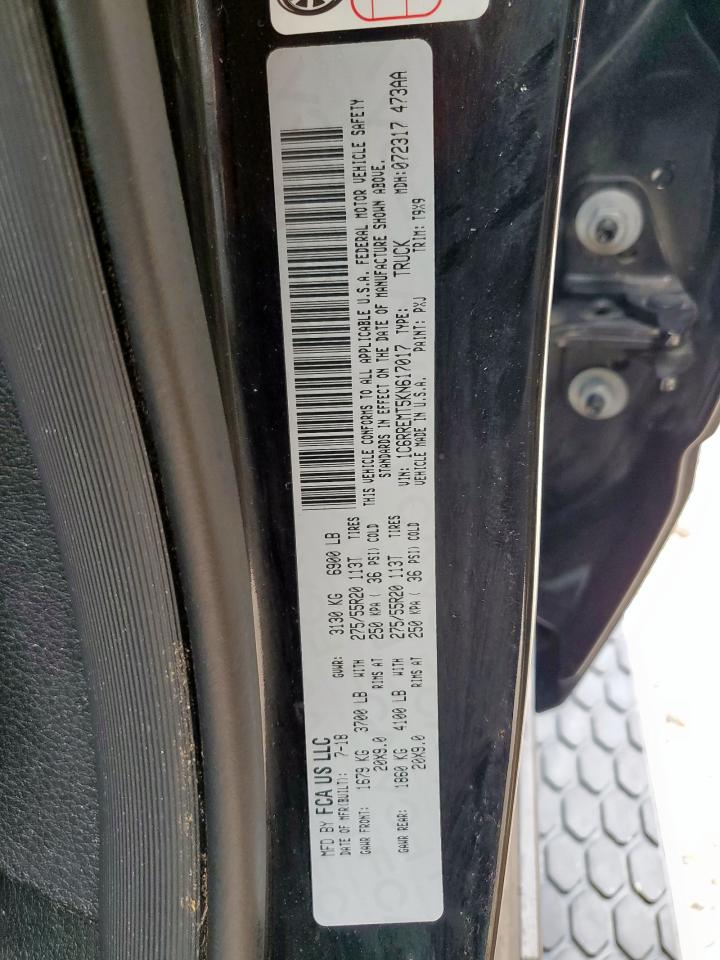 MFD BY FCA US LLC
DATE OF MFR(BUILT): 7-18 GVWR: 3130 KG 6900 LB
GAWR FRONT: 1679 KG 3700 LB WITH 275/55R20 113T TIRES
20X9.0 RIMS AT 250 KPA ( 36 PSI) COLD
GAWR REAR: 1860 KG 4100 LB WITH 275/55R20 113T TIRES
20X9.0 RIMS AT 250 KPA ( 36 PSI) COLD
THIS VEHICLE CONFORMS TO ALL APPLICABLE U.S.A. FEDERAL MOTOR VEHICLE SAFETY
STANDARDS IN EFFECT ON THE DATE OF MANUFACTURE SHOWN ABOVE.
VIN: 1C6RREMT5KN617017 TYPE: TRUCK MDH:072317 473AA
VEHICLE MADE IN U.S.A. PAINT: PXJ TRIM: T9X9